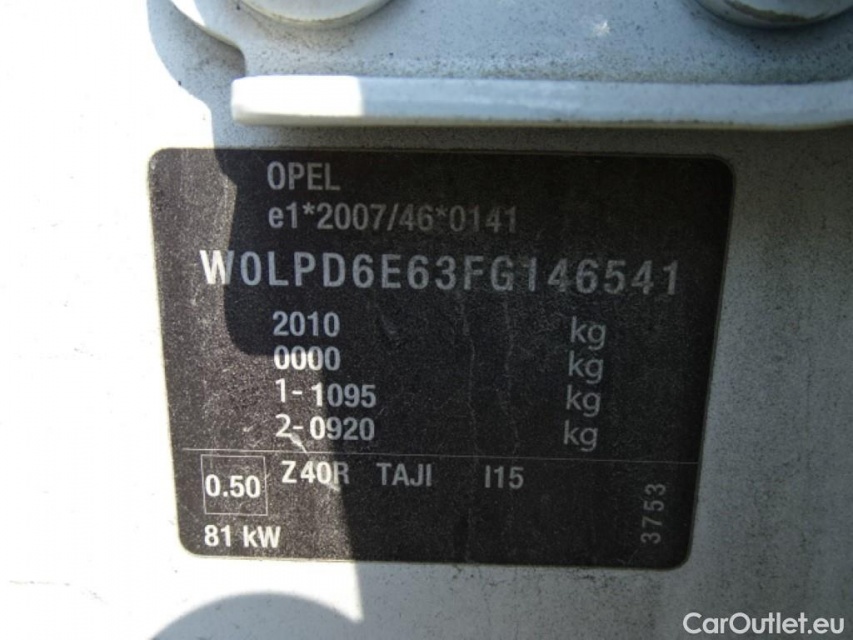 OPEL
e1*2007/46*0141
W0LPD6E63FG146541
2010 kg
0000 kg
1-1095 kg
2-0920 kg
0.50 Z40R TAJI I15
81 kW
3753
CarOutlet.eu